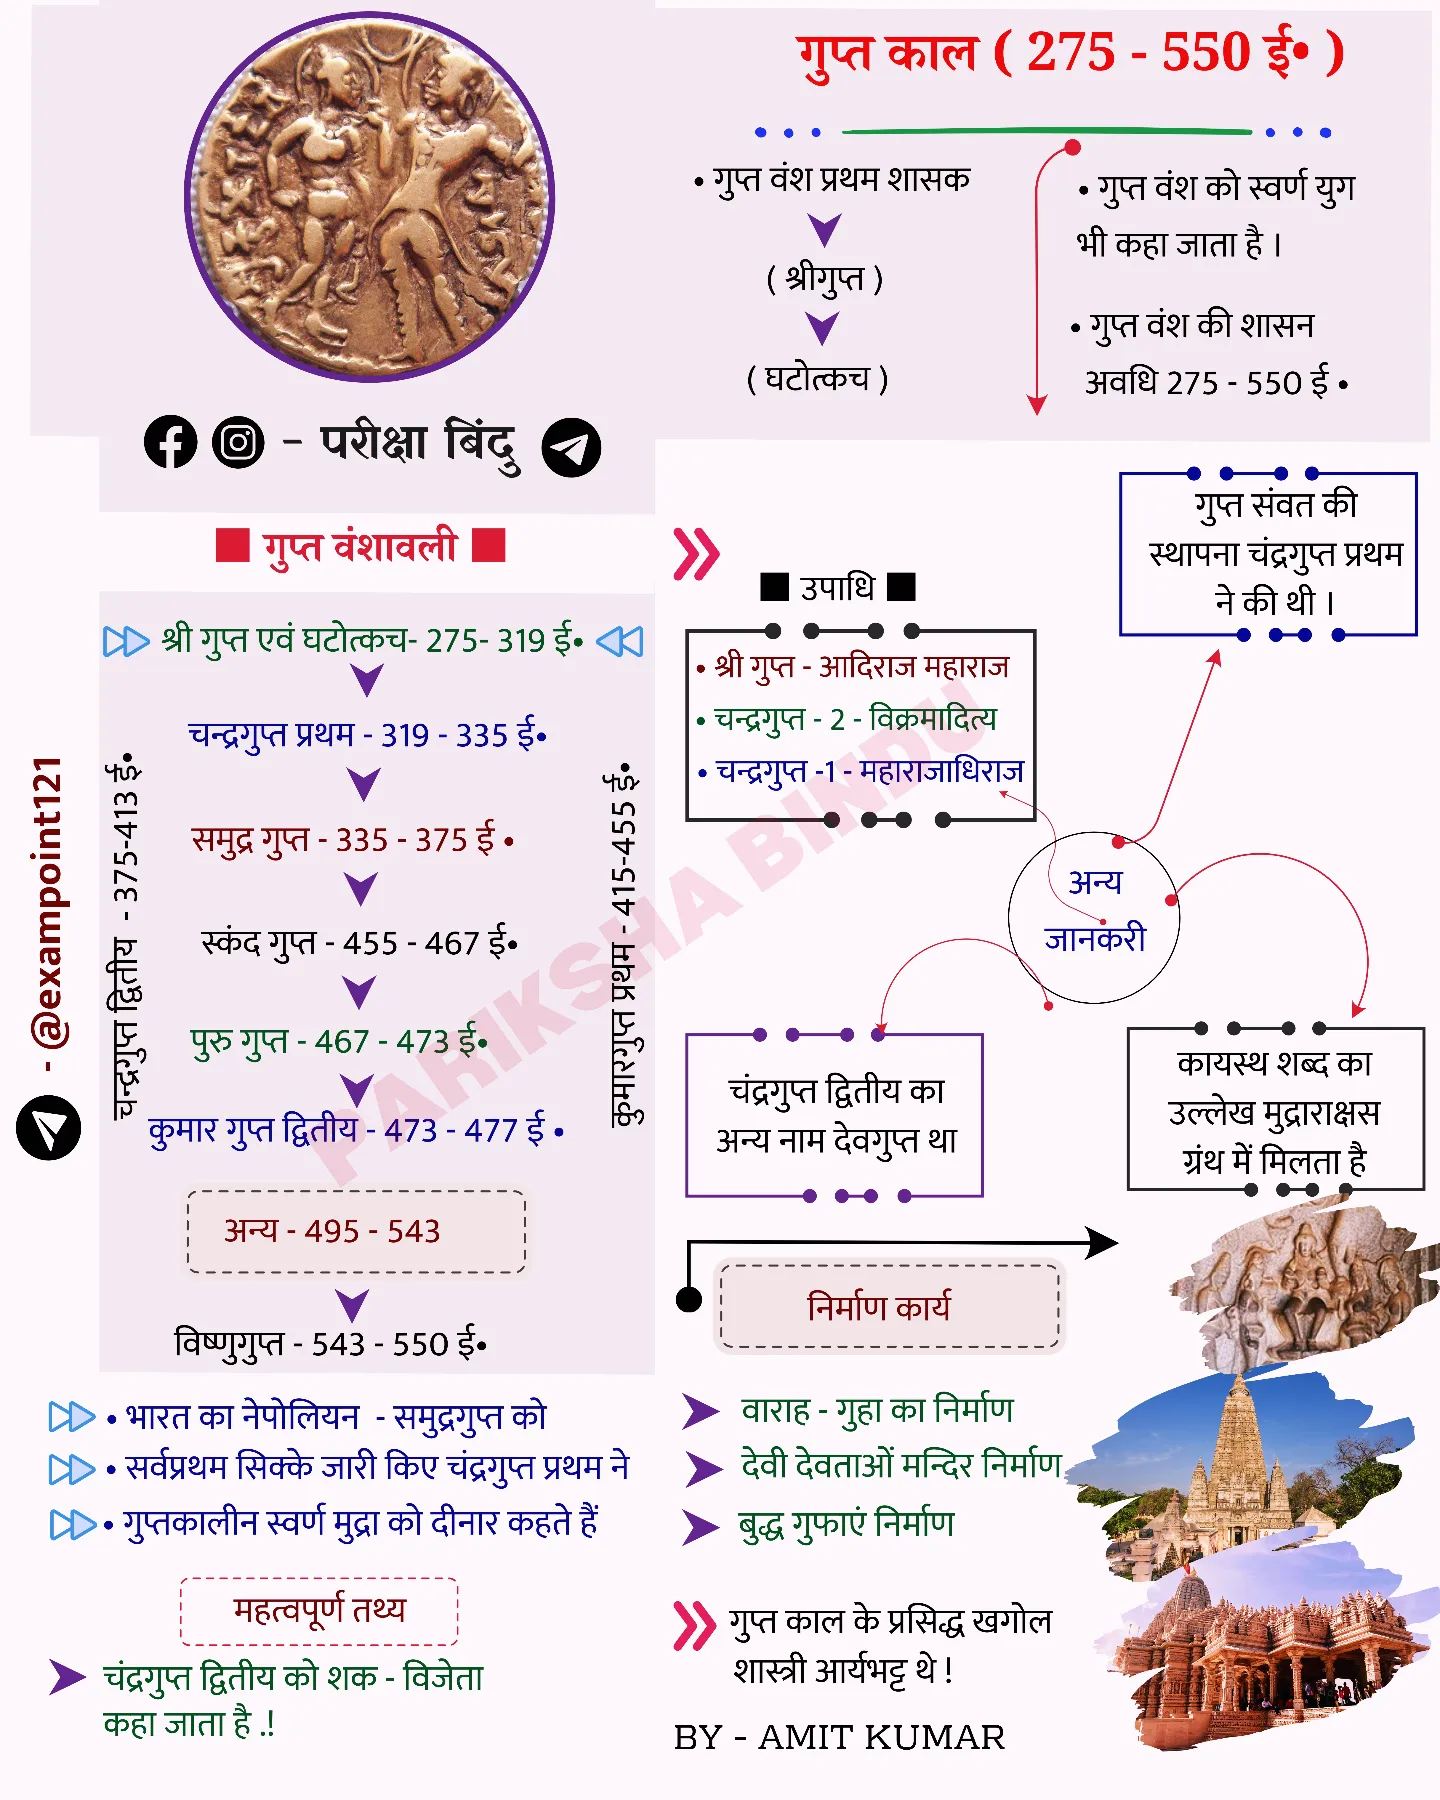 गुप्त काल ( 275 - 550 ई• )
• गुप्त वंश प्रथम शासक
( श्रीगुप्त )
( घटोत्कच )
• गुप्त वंश को स्वर्ण युग
भी कहा जाता है ।
• गुप्त वंश की शासन
अवधि 275 - 550 ई •
- परीक्षा बिंदु
गुप्त वंशावली
श्री गुप्त एवं घटोत्कच- 275- 319 ई•
चन्द्रगुप्त प्रथम - 319 - 335 ई•
समुद्र गुप्त - 335 - 375 ई •
स्कंद गुप्त - 455 - 467 ई•
पुरु गुप्त - 467 - 473 ई•
कुमार गुप्त द्वितीय - 473 - 477 ई •
अन्य - 495 - 543
विष्णुगुप्त - 543 - 550 ई•
चन्द्रगुप्त द्वितीय - 375-413 ई•
कुमारगुप्त प्रथम - 415-455 ई•
- @exampoint121
• भारत का नेपोलियन - समुद्रगुप्त को
• सर्वप्रथम सिक्के जारी किए चंद्रगुप्त प्रथम ने
• गुप्तकालीन स्वर्ण मुद्रा को दीनार कहते हैं
महत्वपूर्ण तथ्य
चंद्रगुप्त द्वितीय को शक - विजेता
कहा जाता है .!
उपाधि
• श्री गुप्त - आदिराज महाराज
• चन्द्रगुप्त - 2 - विक्रमादित्य
• चन्द्रगुप्त -1 - महाराजाधिराज
गुप्त संवत की
स्थापना चंद्रगुप्त प्रथम
ने की थी ।
अन्य
जानकरी
चंद्रगुप्त द्वितीय का
अन्य नाम देवगुप्त था
कायस्थ शब्द का
उल्लेख मुद्राराक्षस
ग्रंथ में मिलता है
निर्माण कार्य
वाराह - गुहा का निर्माण
देवी देवताओं मन्दिर निर्माण
बुद्ध गुफाएं निर्माण
गुप्त काल के प्रसिद्ध खगोल
शास्त्री आर्यभट्ट थे !
BY - AMIT KUMAR
PARIKSHA BINDU